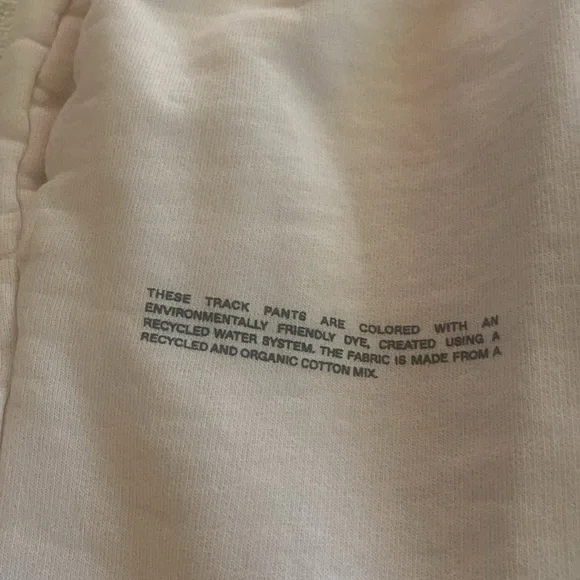 THESE TRACK PANTS ARE COLORED WITH AN
ENVIRONMENTALLY FRIENDLY DYE, CREATED USING A
RECYCLED WATER SYSTEM. THE FABRIC IS MADE FROM A
RECYCLED AND ORGANIC COTTON MIX.